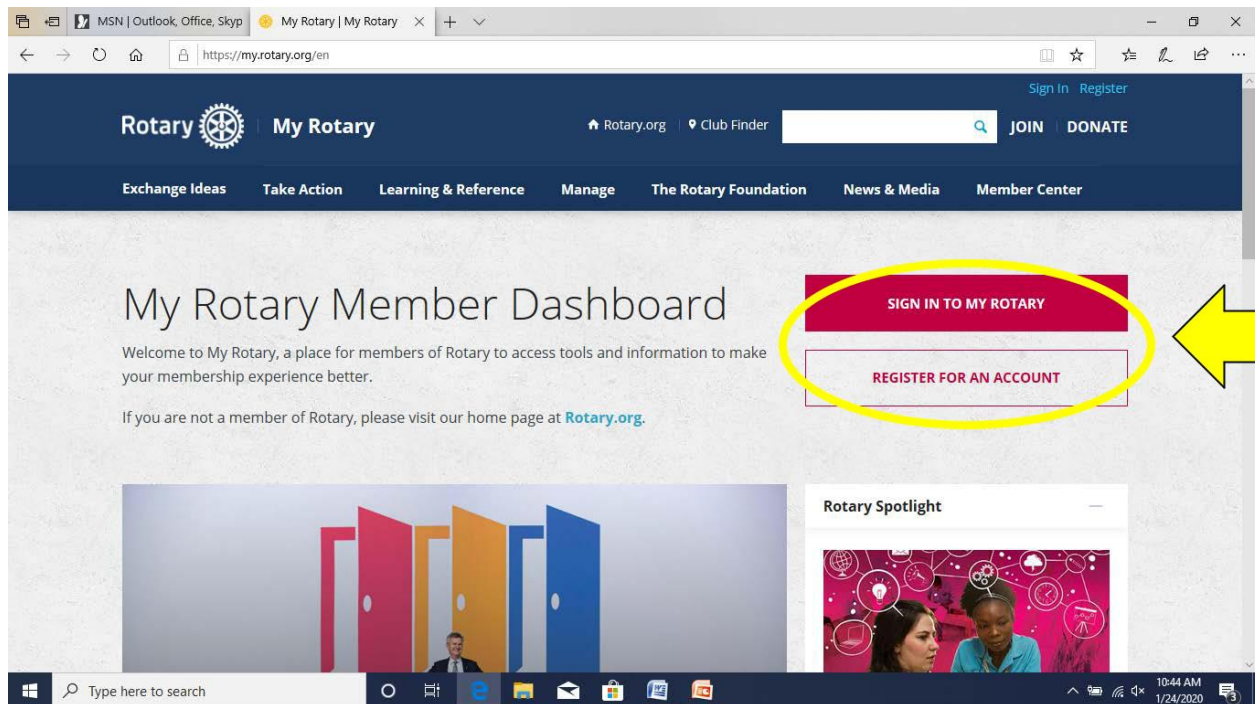 MSN | Outlook, Office, Skyp
My Rotary | My Rotary
https://my.rotary.org/en
Sign In Register
Rotary
My Rotary
Rotary.org
Club Finder
JOIN
DONATE
Exchange Ideas
Take Action
Learning & Reference
Manage
The Rotary Foundation
News & Media
Member Center
My Rotary Member Dashboard
Welcome to My Rotary, a place for members of Rotary to access tools and information to make
your membership experience better.
If you are not a member of Rotary, please visit our home page at Rotary.org.
SIGN IN TO MY ROTARY
REGISTER FOR AN ACCOUNT
Rotary Spotlight
Type here to search
10:44 AM
1/24/2020
3